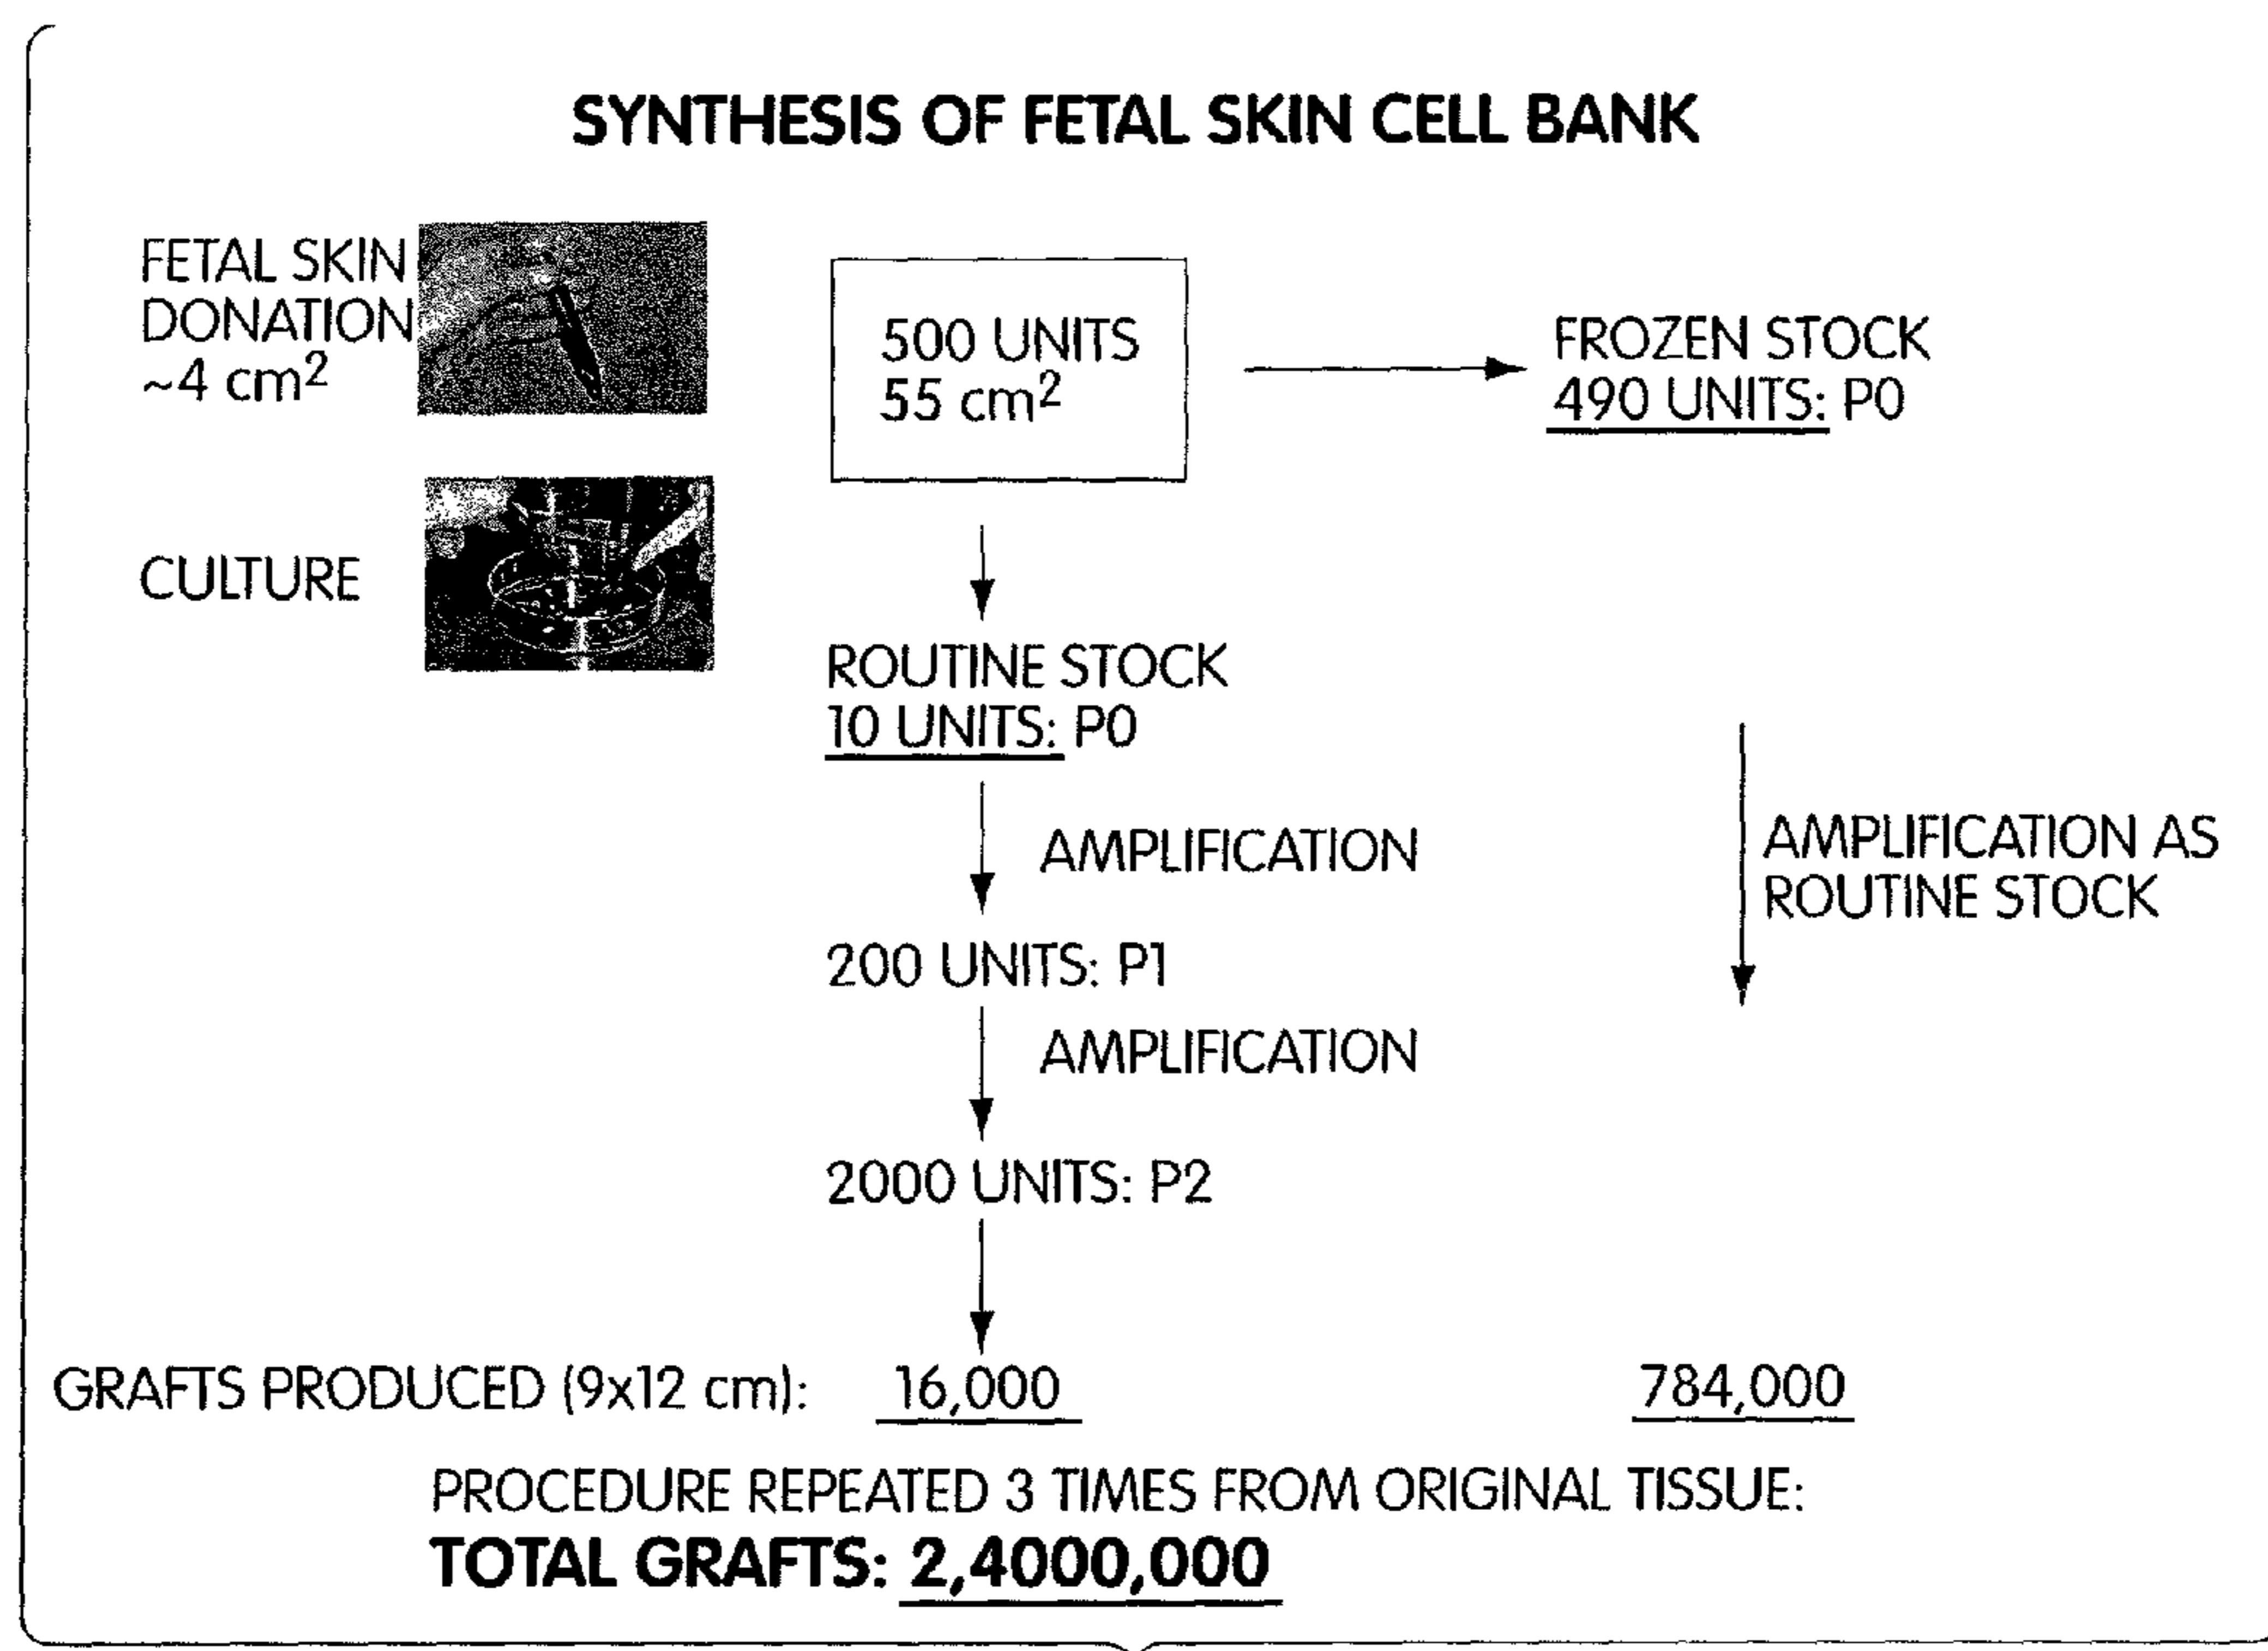 SYNTHESIS OF FETAL SKIN CELL BANK
FETAL SKIN
DONATION
~4 cm²
500 UNITS
55 cm²
FROZEN STOCK
490 UNITS: P0
CULTURE
ROUTINE STOCK
10 UNITS: P0
AMPLIFICATION
AMPLIFICATION AS
ROUTINE STOCK
200 UNITS: P1
AMPLIFICATION
2000 UNITS: P2
GRAFTS PRODUCED (9x12 cm): 16,000 784,000
PROCEDURE REPEATED 3 TIMES FROM ORIGINAL TISSUE:
TOTAL GRAFTS: 2,4000,000